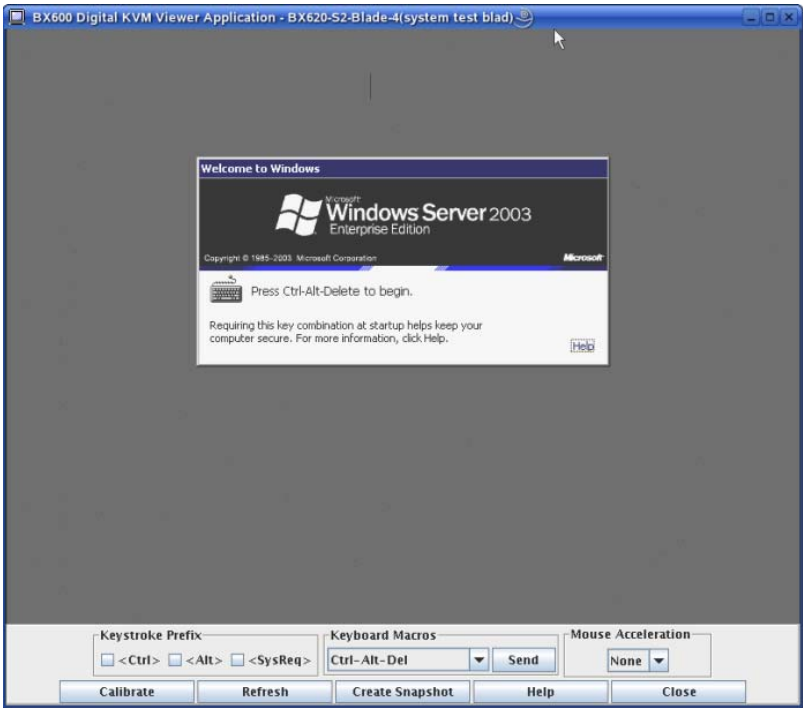 BX600 Digital KVM Viewer Application - BX620-S2-Blade-4(system test blad)
Welcome to Windows
Microsoft
Windows Server 2003
Enterprise Edition
Copyright © 1985-2003 Microsoft Corporation Microsoft
Press Ctrl-Alt-Delete to begin.
Requiring this key combination at startup helps keep your
computer secure. For more information, click Help.
Help
Keystroke Prefix Keyboard Macros Mouse Acceleration
<Ctrl> <Alt> <SysReq> Ctrl-Alt-Del Send None
Calibrate Refresh Create Snapshot Help Close